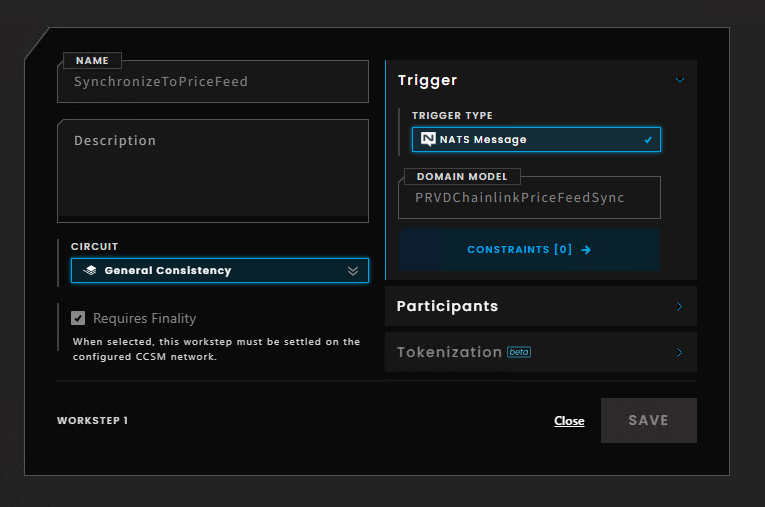 NAME
SynchronizeToPriceFeed
Description
CIRCUIT
General Consistency
Requires Finality
When selected, this workstep must be settled on the
configured CCSM network.
Trigger
TRIGGER TYPE
NATS Message
DOMAIN MODEL
PRVDChainlinkPriceFeedSync
CONSTRAINTS [0]
Participants
Tokenization beta
WORKSTEP 1
Close
SAVE